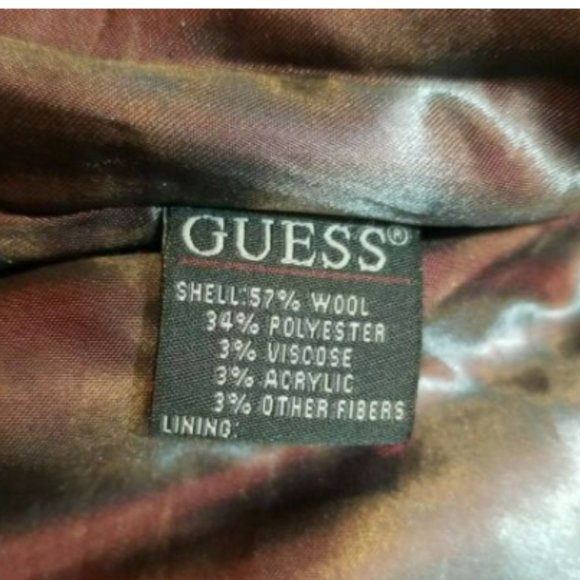 GUESS®
SHELL:57% WOOL
34% POLYESTER
3% VISCOSE
3% ACRYLIC
3% OTHER FIBERS
LINING: